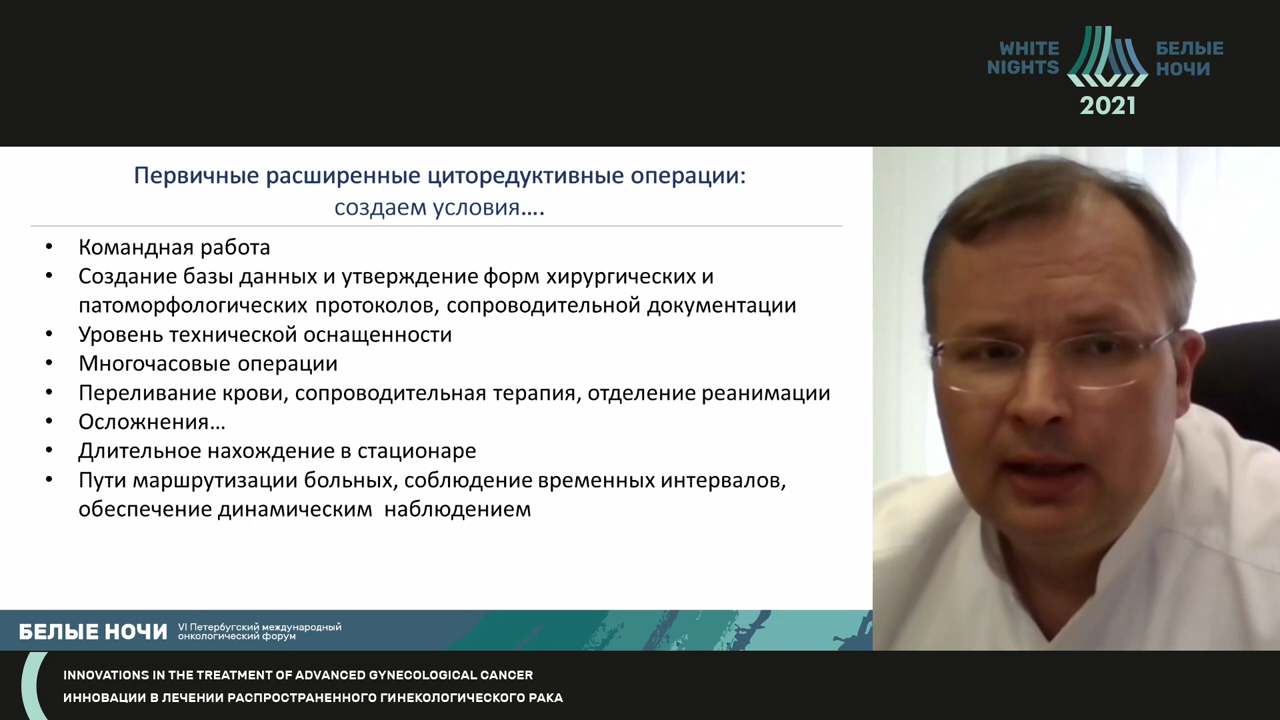 WHITE
NIGHTS
БЕЛЫЕ
НОЧИ
2021
Первичные расширенные циторедуктивные операции:
создаем условия….
• Командная работа
• Создание базы данных и утверждение форм хирургических и
патоморфологических протоколов, сопроводительной документации
• Уровень технической оснащенности
• Многочасовые операции
• Переливание крови, сопроводительная терапия, отделение реанимации
• Осложнения…
• Длительное нахождение в стационаре
• Пути маршрутизации больных, соблюдение временных интервалов,
обеспечение динамическим  наблюдением
БЕЛЫЕ НОЧИ
VI Петербургский международный
онкологический форум
INNOVATIONS IN THE TREATMENT OF ADVANCED GYNECOLOGICAL CANCER
ИННОВАЦИИ В ЛЕЧЕНИИ РАСПРОСТРАНЕННОГО ГИНЕКОЛОГИЧЕСКОГО РАКА